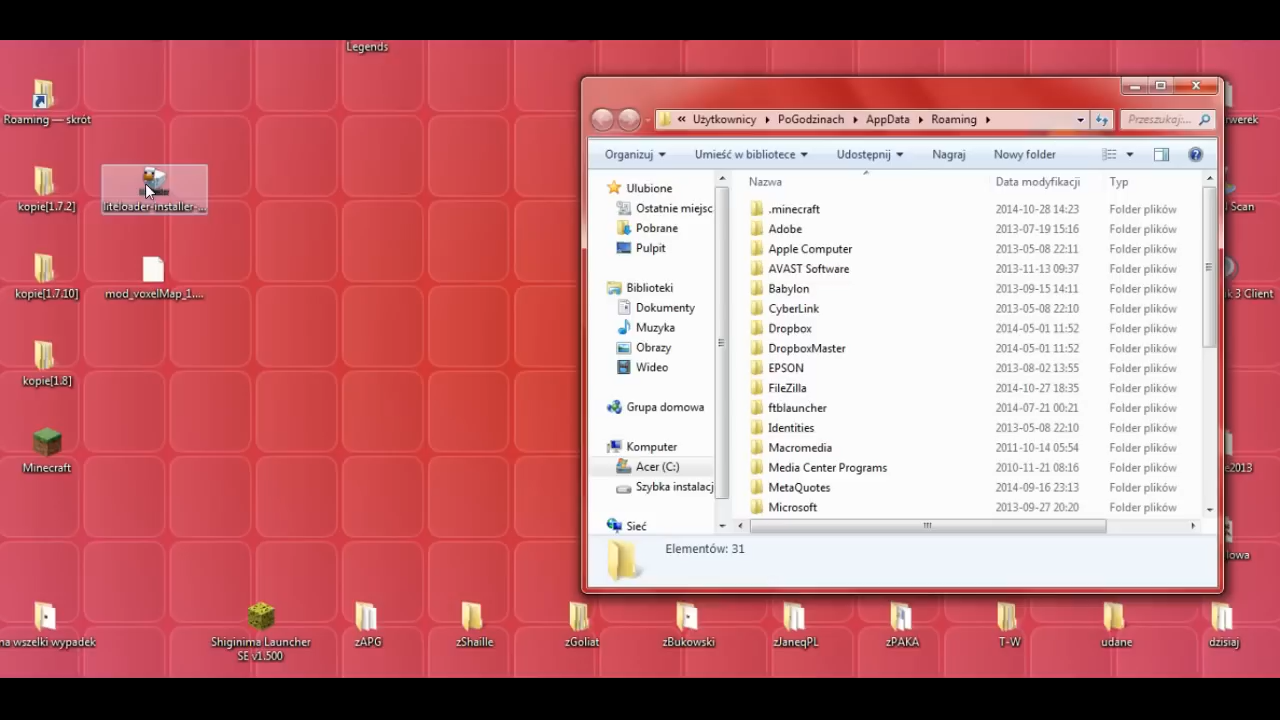 Legends
Roaming — skrót
kopie[1.7.2]
liteloader-installer-...
kopie[1.7.10]
mod_voxelMap_1....
kopie[1.8]
Minecraft
na wszelki wypadek
Shiginima Launcher
SE v1.500
zAPG
zShaille
zGoliat
zBukowski
zJaneqPL
zPAKA
T-W
udane
dzisiaj
« Użytkownicy PoGodzinach AppData Roaming
Przeszukaj:...
Organizuj
Umieść w bibliotece
Udostępnij
Nagraj
Nowy folder
Ulubione
Ostatnie miejsc
Pobrane
Pulpit
Biblioteki
Dokumenty
Muzyka
Obrazy
Wideo
Grupa domowa
Komputer
Acer (C:)
Szybka instalacj
Sieć
Nazwa Data modyfikacji Typ
.minecraft 2014-10-28 14:23 Folder plików
Adobe 2013-07-19 15:16 Folder plików
Apple Computer 2013-05-08 22:11 Folder plików
AVAST Software 2013-11-13 09:37 Folder plików
Babylon 2013-09-15 14:11 Folder plików
CyberLink 2013-05-08 22:10 Folder plików
Dropbox 2014-05-01 11:52 Folder plików
DropboxMaster 2014-05-01 11:52 Folder plików
EPSON 2013-08-02 13:55 Folder plików
FileZilla 2014-10-27 18:35 Folder plików
ftblauncher 2014-07-21 00:21 Folder plików
Identities 2013-05-08 22:10 Folder plików
Macromedia 2011-10-14 05:54 Folder plików
Media Center Programs 2010-11-21 08:16 Folder plików
MetaQuotes 2014-09-16 23:13 Folder plików
Microsoft 2013-09-27 20:20 Folder plików
Elementów: 31
erwerek
Scan
k 3 Client
e2013
owa